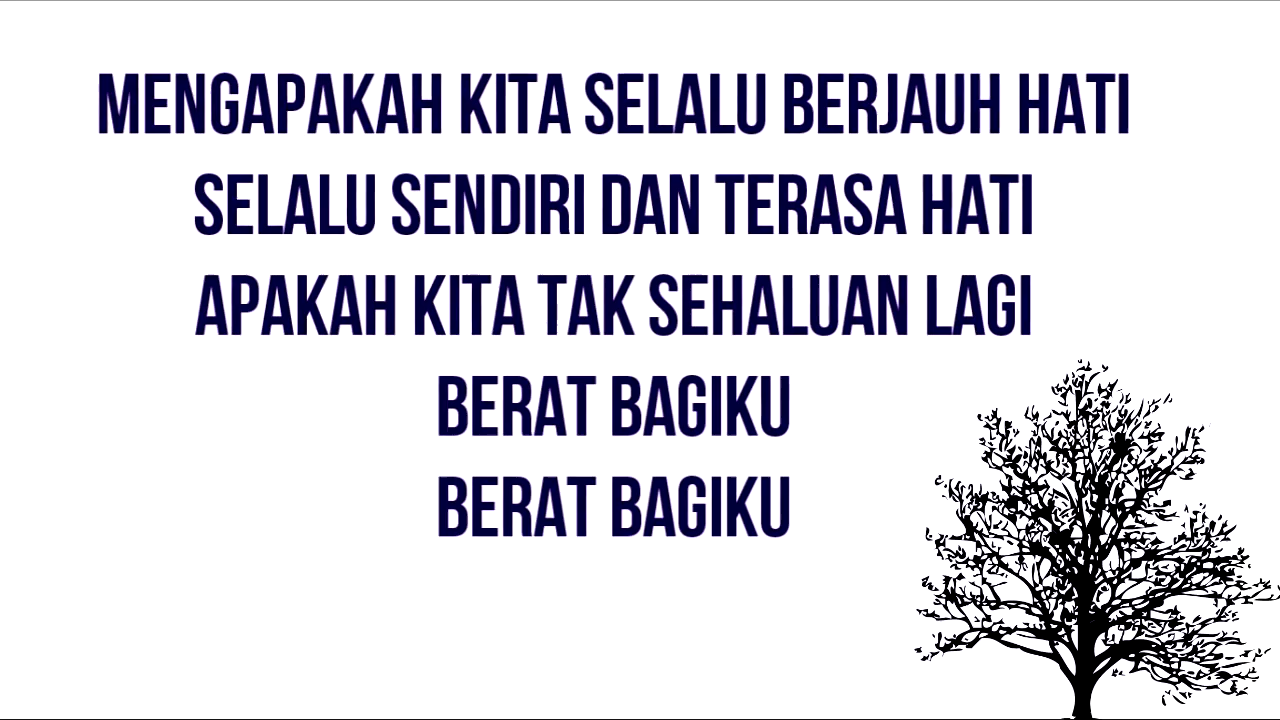 MENGAPAKAH KITA SELALU BERJAUH HATI
SELALU SENDIRI DAN TERASA HATI
APAKAH KITA TAK SEHALUAN LAGI
BERAT BAGIKU
BERAT BAGIKU